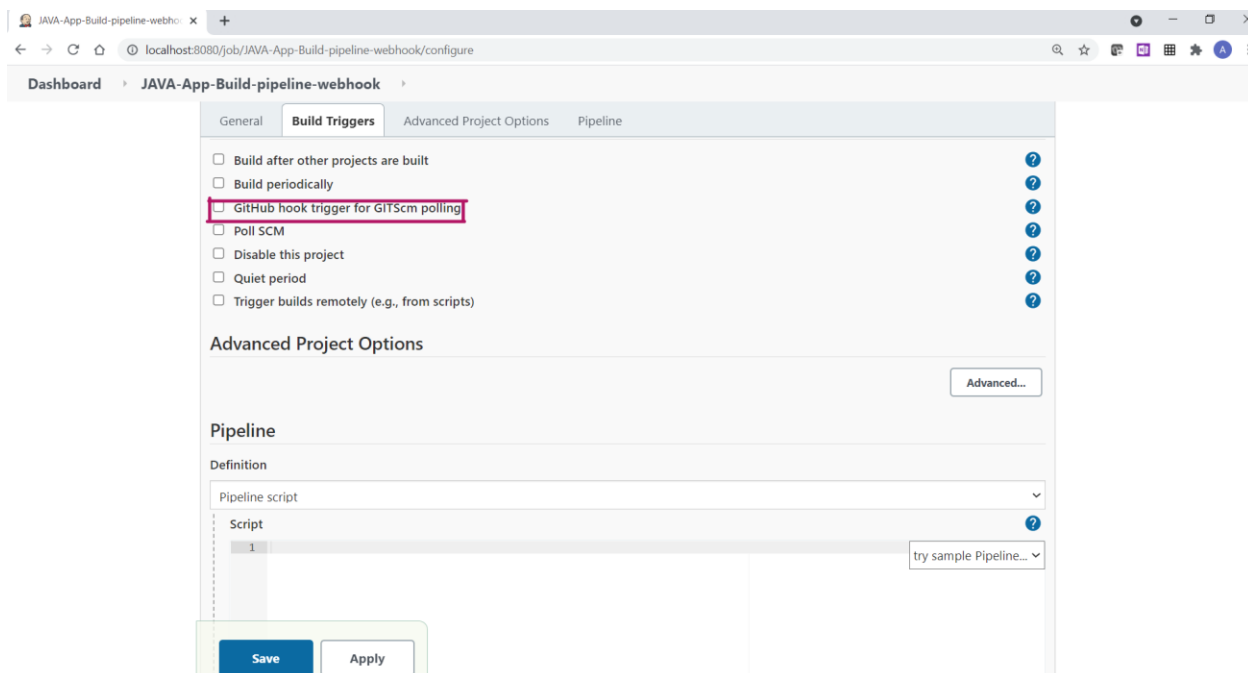 JAVA-App-Build-pipeline-webho
localhost:8080/job/JAVA-App-Build-pipeline-webhook/configure
A
Dashboard JAVA-App-Build-pipeline-webhook
General Build Triggers Advanced Project Options Pipeline
Build after other projects are built ?
Build periodically ?
GitHub hook trigger for GITScm polling ?
Poll SCM ?
Disable this project ?
Quiet period ?
Trigger builds remotely (e.g., from scripts) ?
Advanced Project Options
Advanced...
Pipeline
Definition
Pipeline script
Script ?
1
try sample Pipeline...
Save Apply